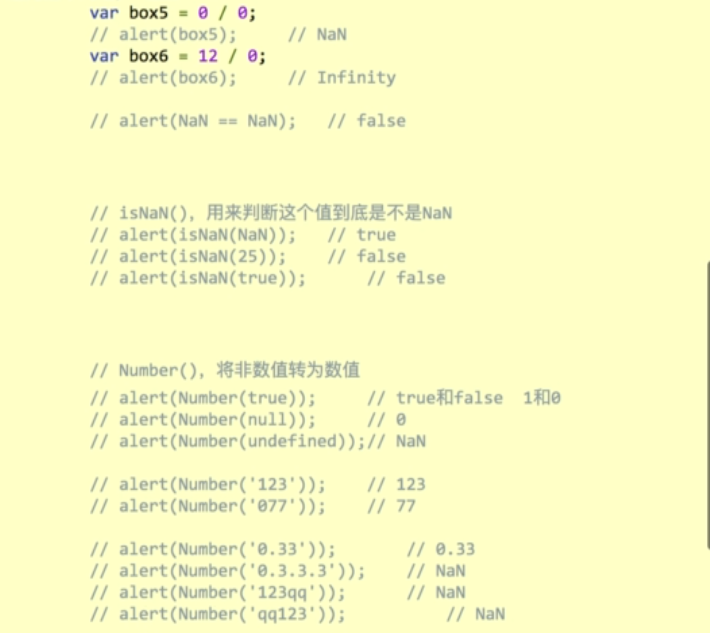 var box5 = 0 / 0;
// alert(box5);     // NaN
var box6 = 12 / 0;
// alert(box6);     // Infinity
// alert(NaN == NaN);   // false
// isNaN(), 用来判断这个值到底是不是NaN
// alert(isNaN(NaN));   // true
// alert(isNaN(25));    // false
// alert(isNaN(true));      // false
// Number(), 将非数值转为数值
// alert(Number(true));     // true和false  1和0
// alert(Number(null));     // 0
// alert(Number(undefined));// NaN
// alert(Number('123'));    // 123
// alert(Number('077'));    // 77
// alert(Number('0.33'));       // 0.33
// alert(Number('0.3.3.3'));    // NaN
// alert(Number('123qq'));      // NaN
// alert(Number('qq123'));          // NaN